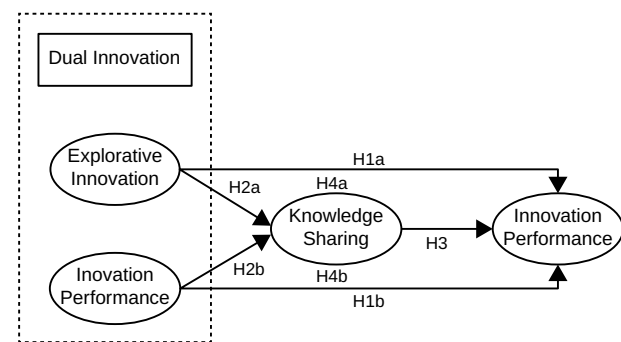 Dual Innovation
Explorative
Innovation
H1a
H2a
H4a
Knowledge
Sharing
H3
Innovation
Performance
H2b
H4b
Inovation
Performance
H1b